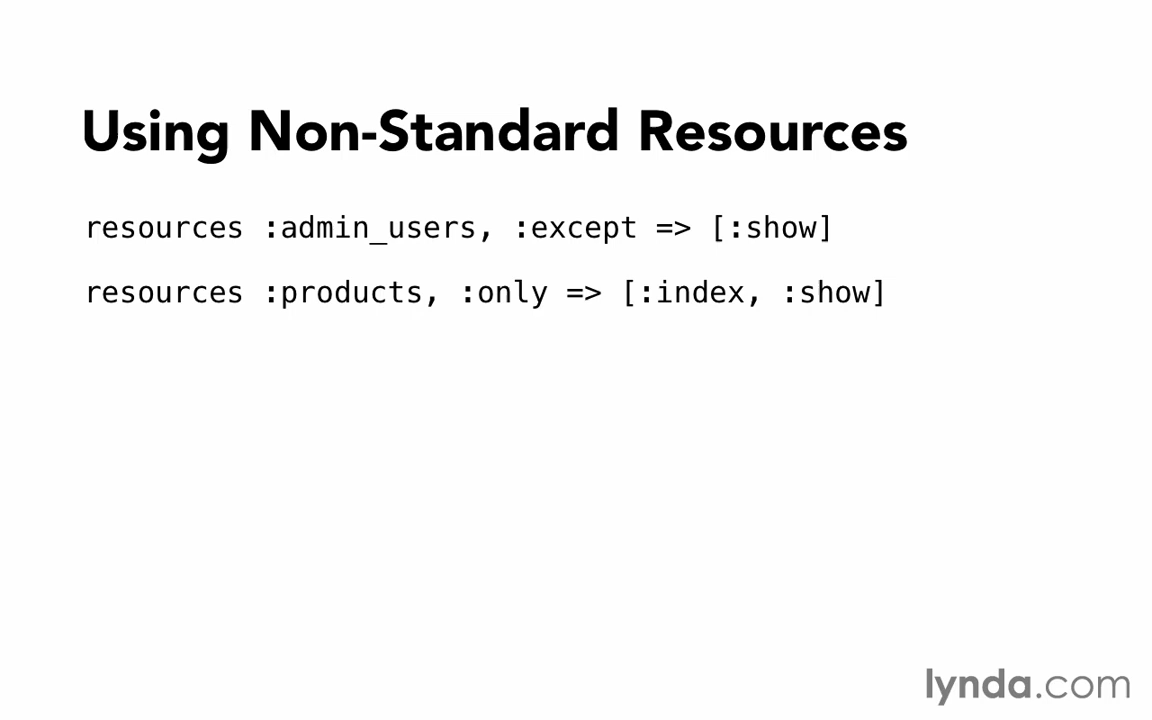 Using Non-Standard Resources
resources :admin_users, :except => [:show]
resources :products, :only => [:index, :show]
lynda.com